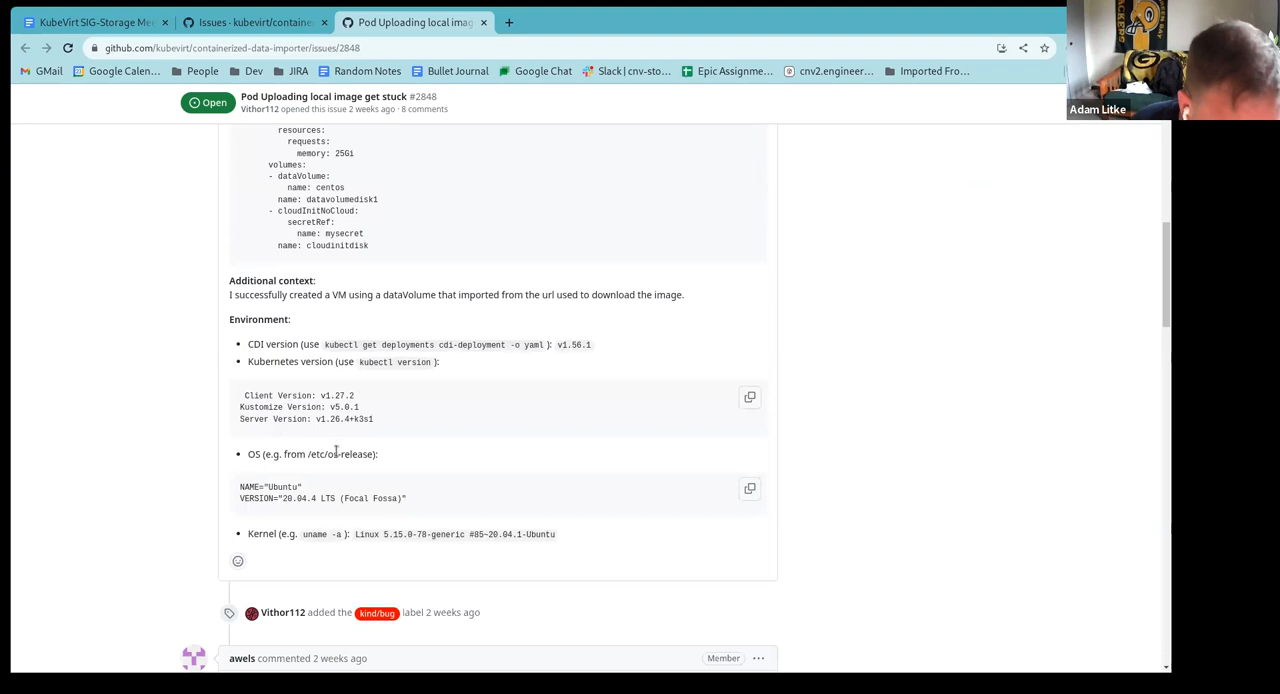 KubeVirt SIG-Storage Me
Issues · kubevirt/containe
Pod Uploading local imag
github.com/kubevirt/containerized-data-importer/issues/2848
GMail
Google Calen...
People
Dev
JIRA
Random Notes
Bullet Journal
Google Chat
Slack | cnv-sto...
Epic Assignme...
cnv2.engineer...
Imported Fro...
PACKERS
Adam Litke
Open
Pod Uploading local image get stuck #2848
Vithor112 opened this issue 2 weeks ago · 8 comments
resources:
requests:
memory: 25Gi
volumes:
- dataVolume:
name: centos
name: datavolumedisk1
- cloudInitNoCloud:
secretRef:
name: mysecret
name: cloudinitdisk
Additional context:
I successfully created a VM using a dataVolume that imported from the url used to download the image.
Environment:
• CDI version (use kubectl get deployments cdi-deployment -o yaml ): v1.56.1
• Kubernetes version (use kubectl version ):
Client Version: v1.27.2
Kustomize Version: v5.0.1
Server Version: v1.26.4+k3s1
• OS (e.g. from /etc/os-release):
NAME="Ubuntu"
VERSION="20.04.4 LTS (Focal Fossa)"
• Kernel (e.g. uname -a ): Linux 5.15.0-78-generic #85~20.04.1-Ubuntu
Vithor112 added the kind/bug label 2 weeks ago
awels commented 2 weeks ago
Member